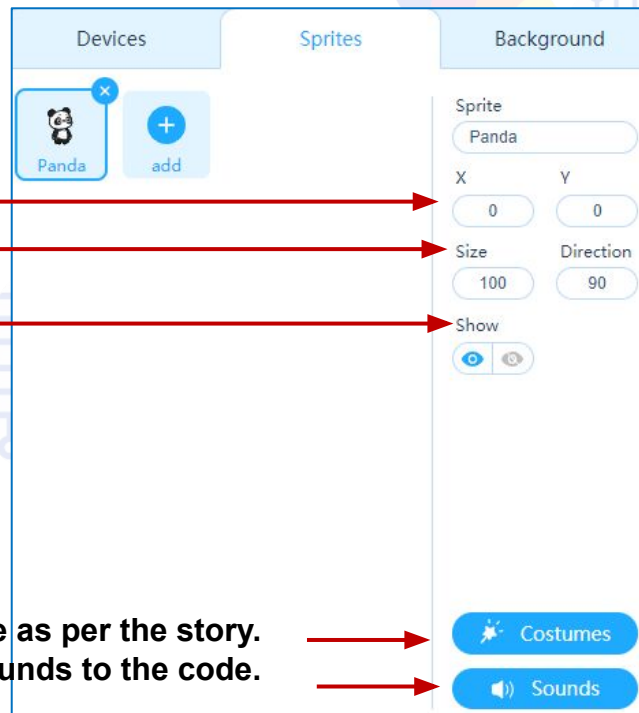 Devices Sprites Background
Sprite
Panda
Panda add
X Y
0 0
Size Direction
100 90
Show
as per the story.
Costumes
to the code.
Sounds